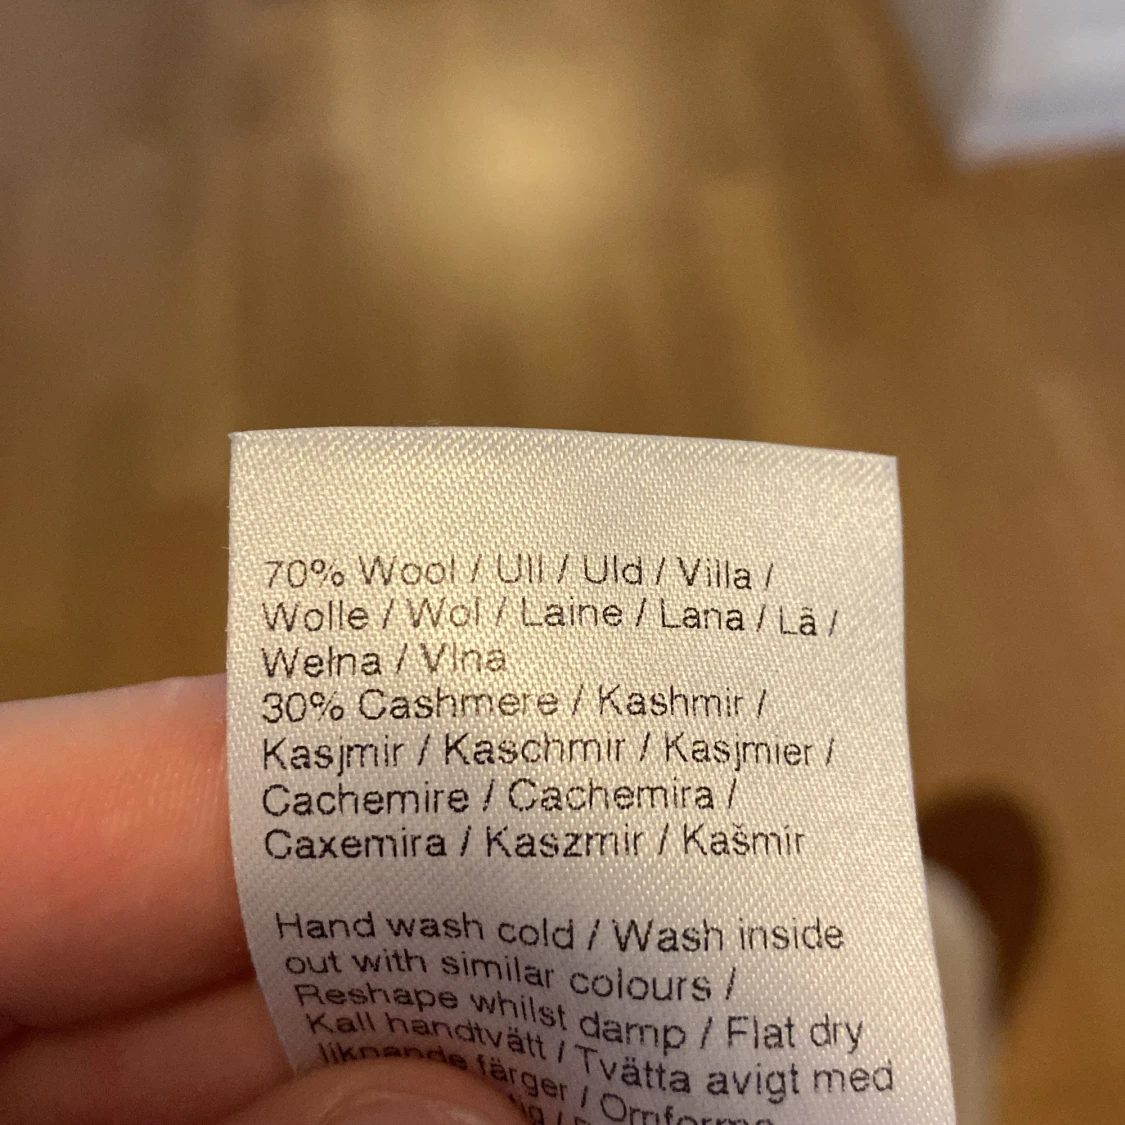 70% Wool / Ull / Uld / Villa /
Wolle / Wol / Laine / Lana / Lã /
Wełna / Vlna
30% Cashmere / Kashmir /
Kasjmir / Kaschmir / Kasjmier /
Cachemire / Cachemira /
Caxemira / Kaszmir / Kašmír
Hand wash cold / Wash inside
out with similar colours /
Reshape whilst damp / Flat dry
Kall handtvätt / Tvätta avigt med
liknande färger /